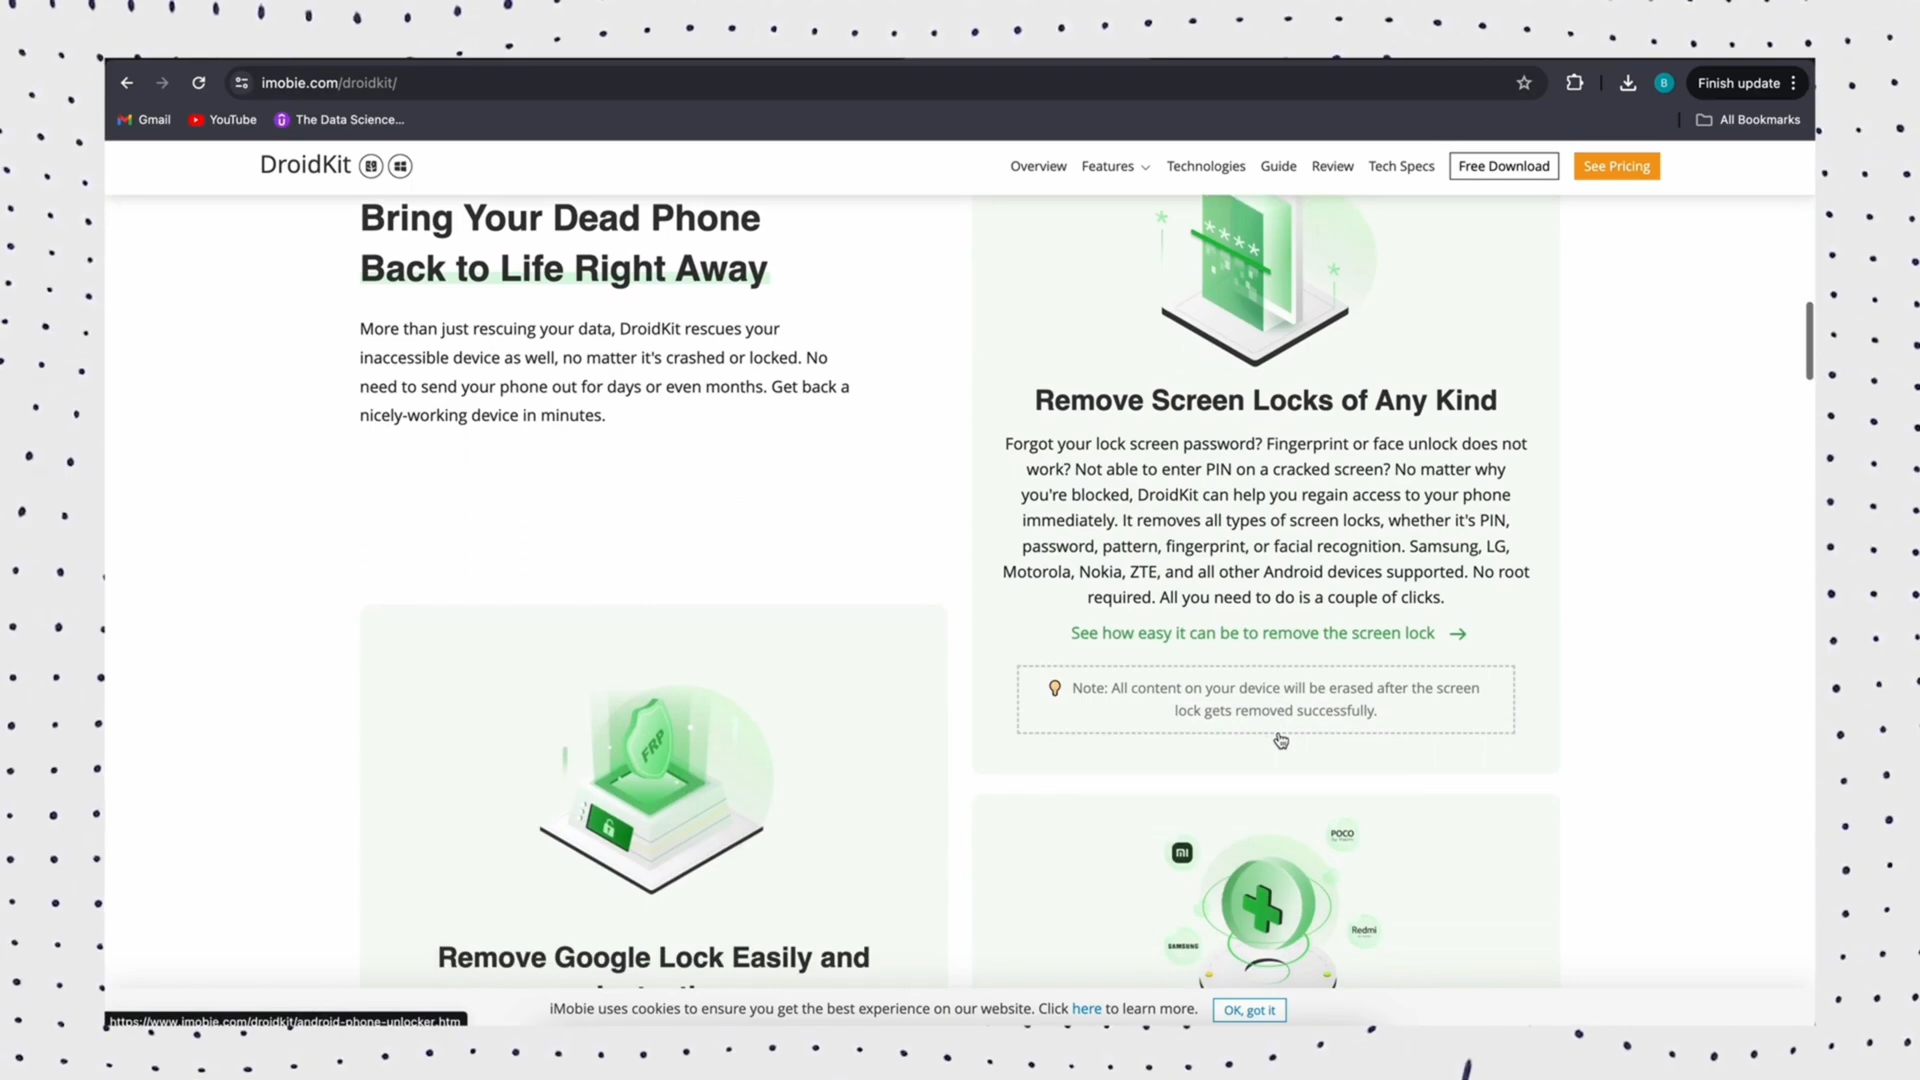 imobie.com/droidkit/
B
Finish update
Gmail
YouTube
The Data Science...
All Bookmarks
DroidKit
Overview
Features
Technologies
Guide
Review
Tech Specs
Free Download
See Pricing
Bring Your Dead Phone
Back to Life Right Away
More than just rescuing your data, DroidKit rescues your
inaccessible device as well, no matter it's crashed or locked. No
need to send your phone out for days or even months. Get back a
nicely-working device in minutes.
****
Remove Screen Locks of Any Kind
Forgot your lock screen password? Fingerprint or face unlock does not
work? Not able to enter PIN on a cracked screen? No matter why
you're blocked, DroidKit can help you regain access to your phone
immediately. It removes all types of screen locks, whether it's PIN,
password, pattern, fingerprint, or facial recognition. Samsung, LG,
Motorola, Nokia, ZTE, and all other Android devices supported. No root
required. All you need to do is a couple of clicks.
See how easy it can be to remove the screen lock
Note: All content on your device will be erased after the screen
lock gets removed successfully.
FRP
Remove Google Lock Easily and
POCO
Redmi
SAMSUNG
iMobie uses cookies to ensure you get the best experience on our website. Click here to learn more.
OK, got it
https://www.imobie.com/droidkit/android-phone-unlocker.htm